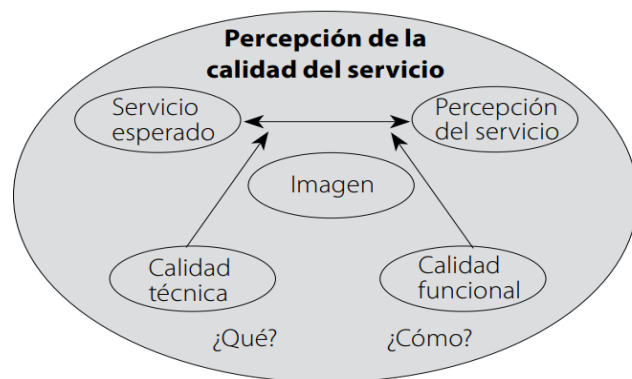 Percepción de la
calidad del servicio
Servicio
esperado
Percepción
del servicio
Imagen
Calidad
técnica
Calidad
funcional
¿Qué?
¿Cómo?